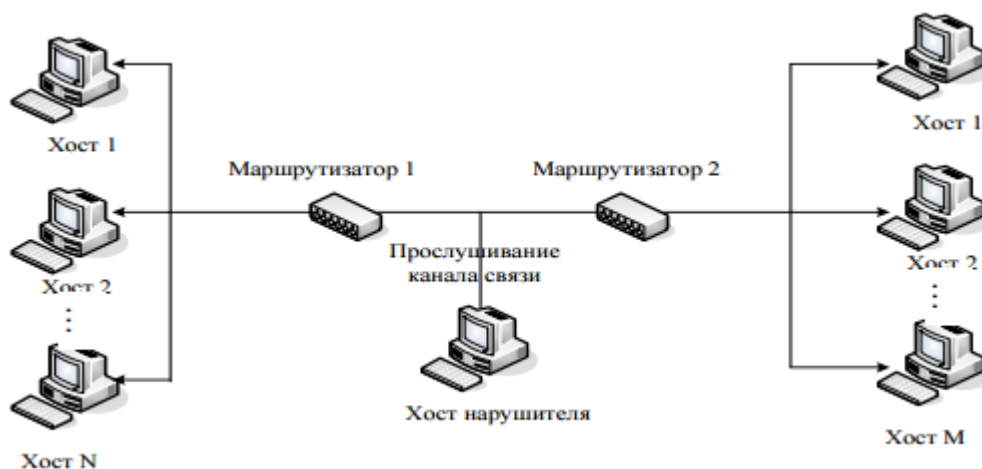 Хост 1
Хост 1
Маршрутизатор 1
Маршрутизатор 2
Прослушивание
канала связи
Хост 2
Хост 2
...
...
Хост нарушителя
Хост N
Хост M